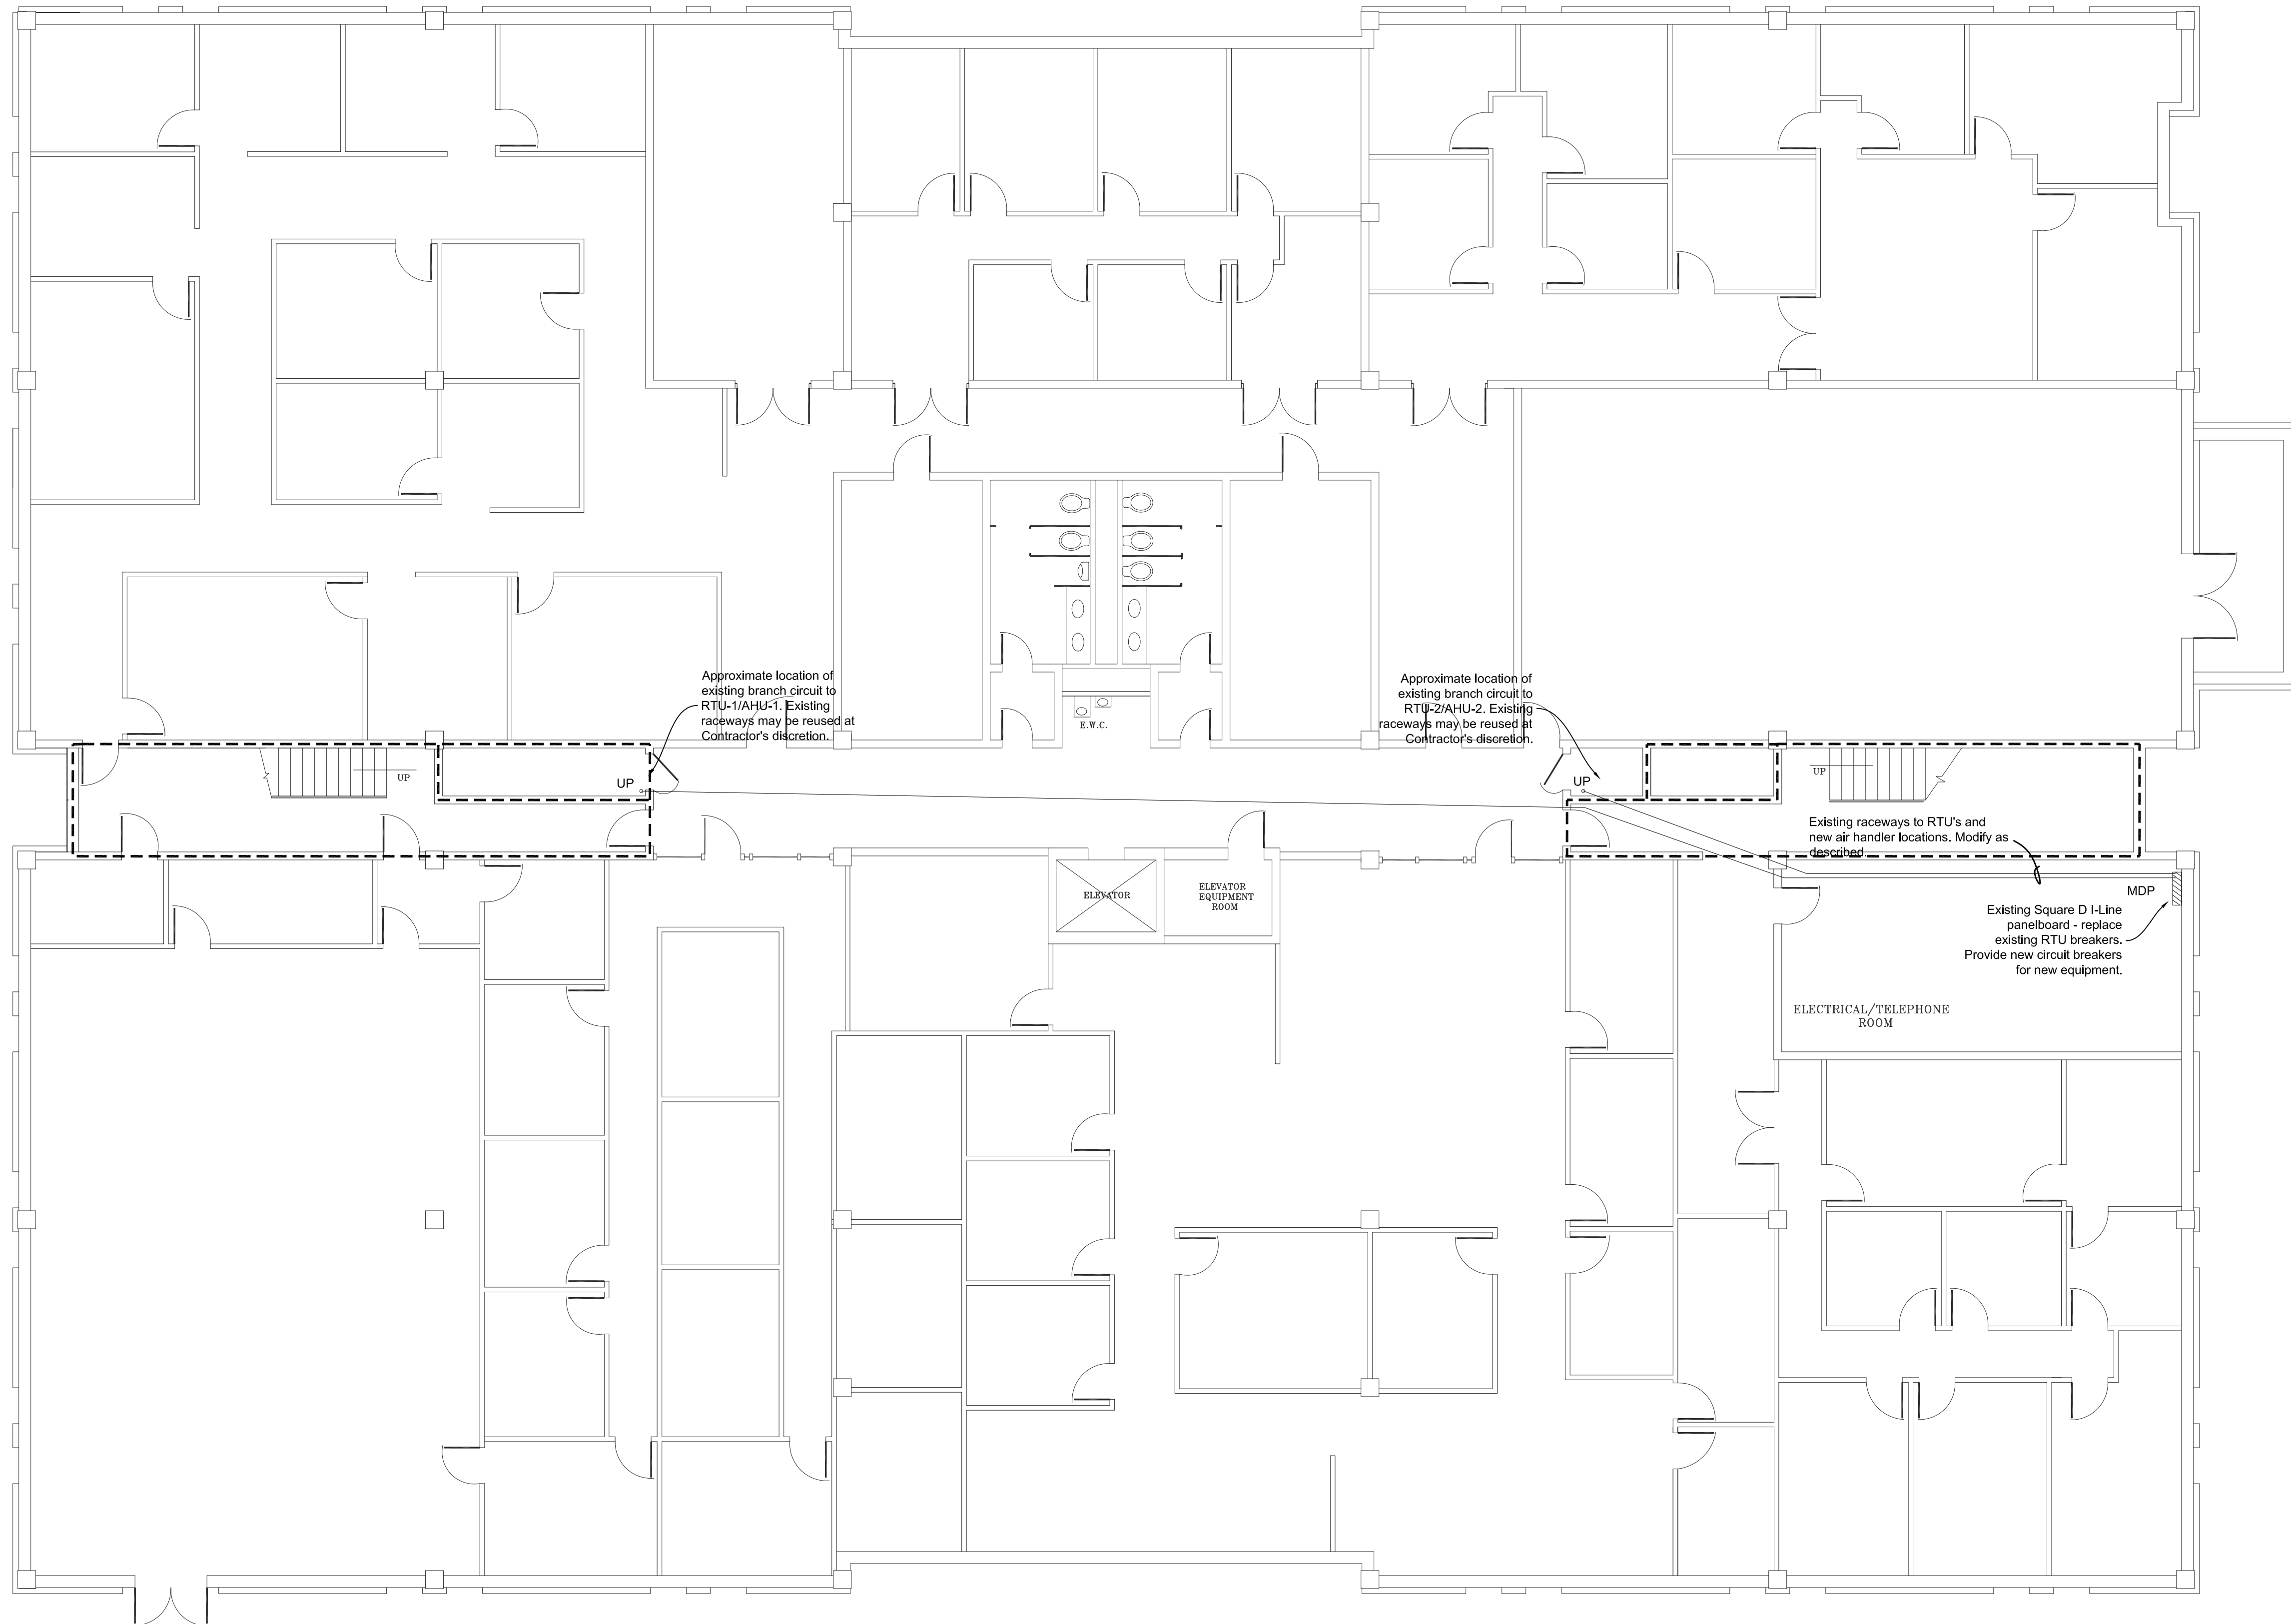 Approximate location of
existing branch circuit to
RTU-1/AHU-1. Existing
raceways may be reused at
Contractor's discretion.
Approximate location of
existing branch circuit to
RTU-2/AHU-2. Existing
raceways may be reused at
Contractor's discretion.
E.W.C.
UP
UP
UP
UP
Existing raceways to RTU's and
new air handler locations. Modify as
described.
ELEVATOR
ELEVATOR
EQUIPMENT
ROOM
MDP
Existing Square D I-Line
panelboard - replace
existing RTU breakers.
Provide new circuit breakers
for new equipment.
ELECTRICAL/TELEPHONE
ROOM